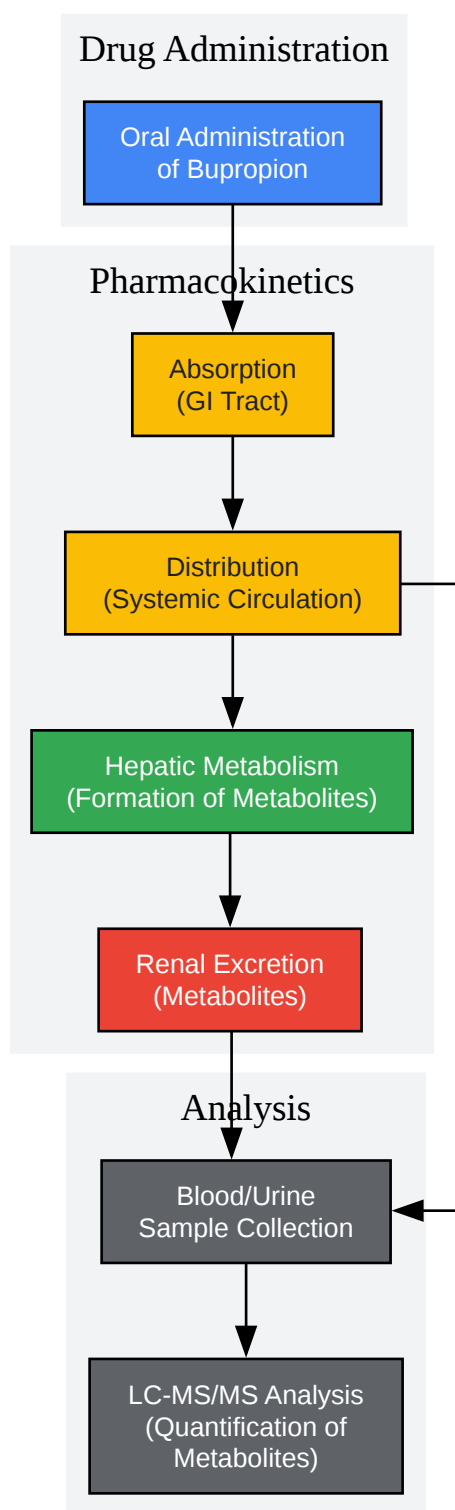 Drug Administration
Oral Administration
of Bupropion
Pharmacokinetics
Absorption
(GI Tract)
Distribution
(Systemic Circulation)
Hepatic Metabolism
(Formation of Metabolites)
Renal Excretion
(Metabolites)
Analysis
Blood/Urine
Sample Collection
LC-MS/MS Analysis
(Quantification of
Metabolites)